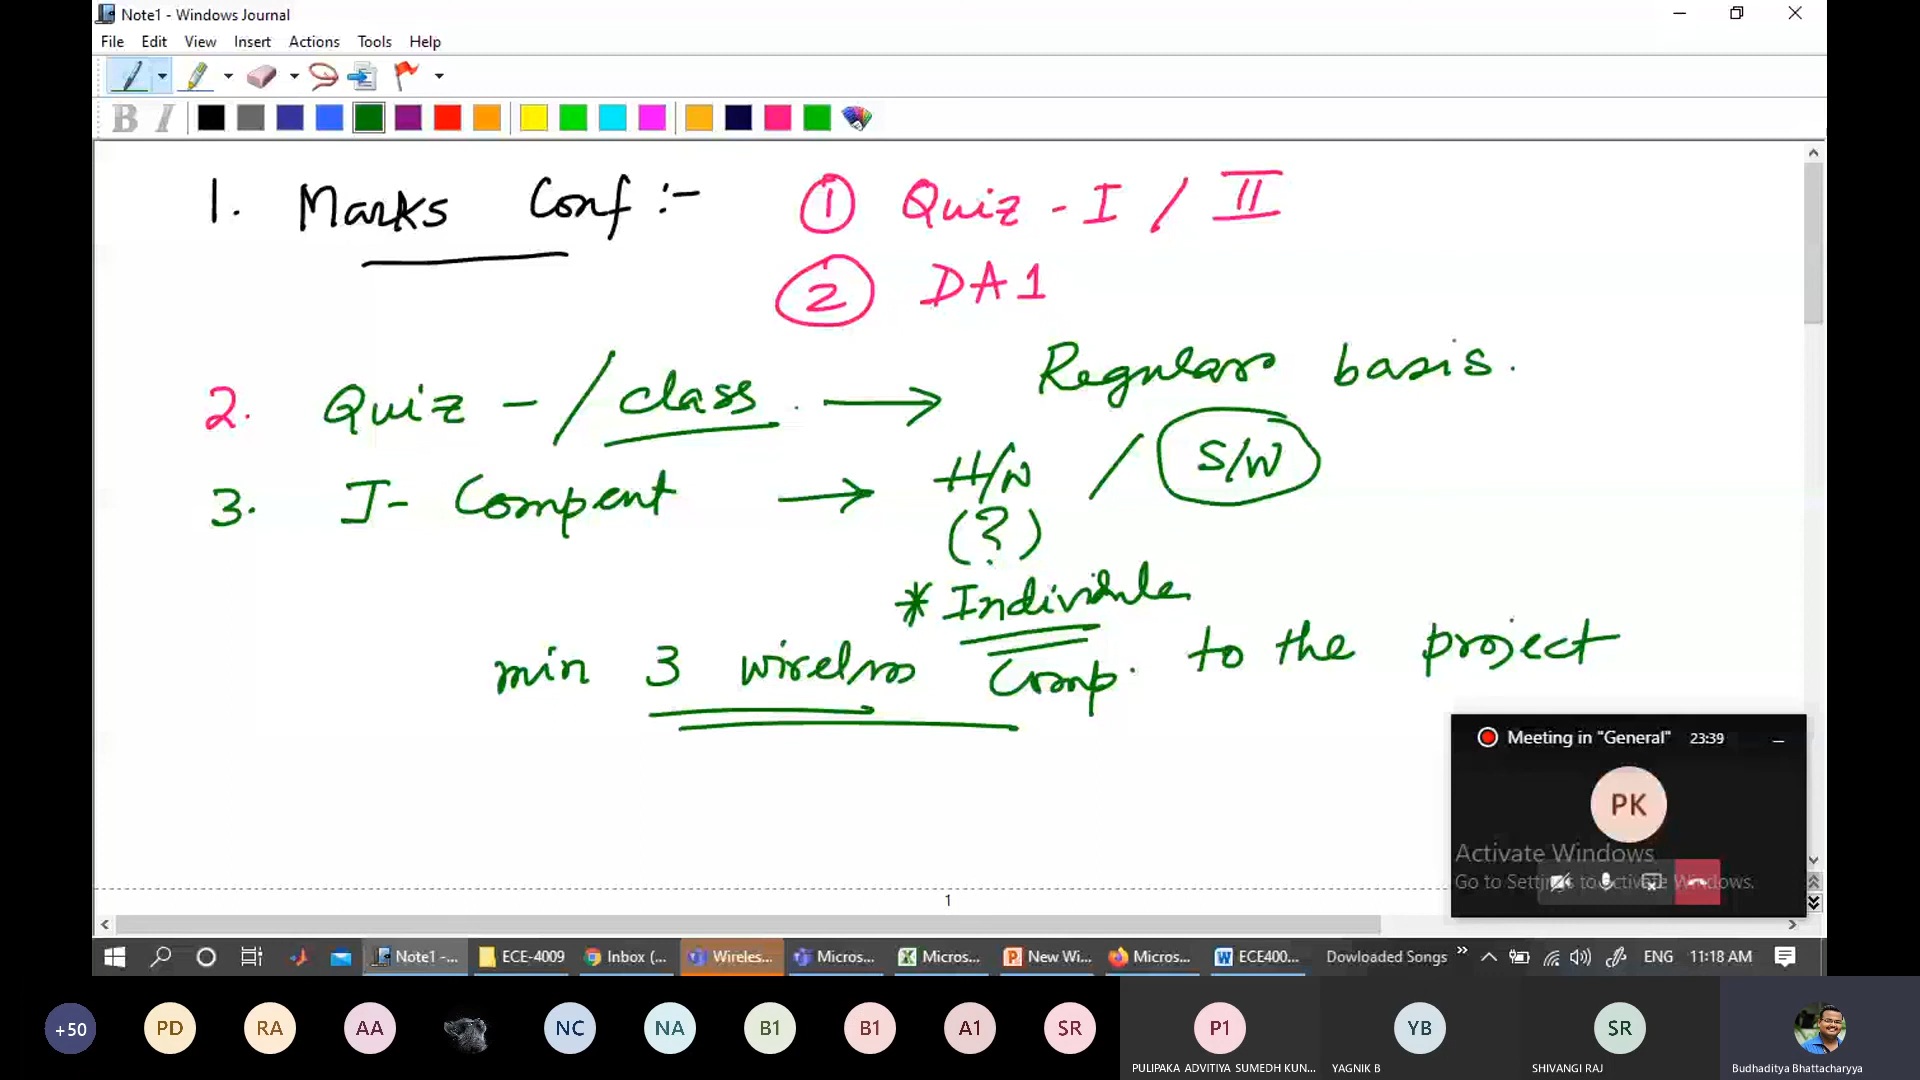 Note1 - Windows Journal
File Edit View Insert Actions Tools Help
B I
1. Marks Conf :- ① Quiz - I / II
② DA1
2. Quiz - / class → Regular basis.
3. J- Compent → H/W / S/W
(?)
* Individule
min 3 wireless Comp. to the project
Meeting in "General" 23:39
PK
Activate Windows
Go to Settings to activate Windows.
1
Note1 -... ECE-4009 Inbox (... Wireles... Micros... Micros... New Wi... Micros... ECE400... Dowloaded Songs ENG 11:18 AM
+50 PD RA AA NC NA B1 B1 A1 SR P1 YB SR
PULIPAKA ADVITIYA SUMEDH KUN... YAGNIK B SHIVANGI RAJ Budhaditya Bhattacharyya